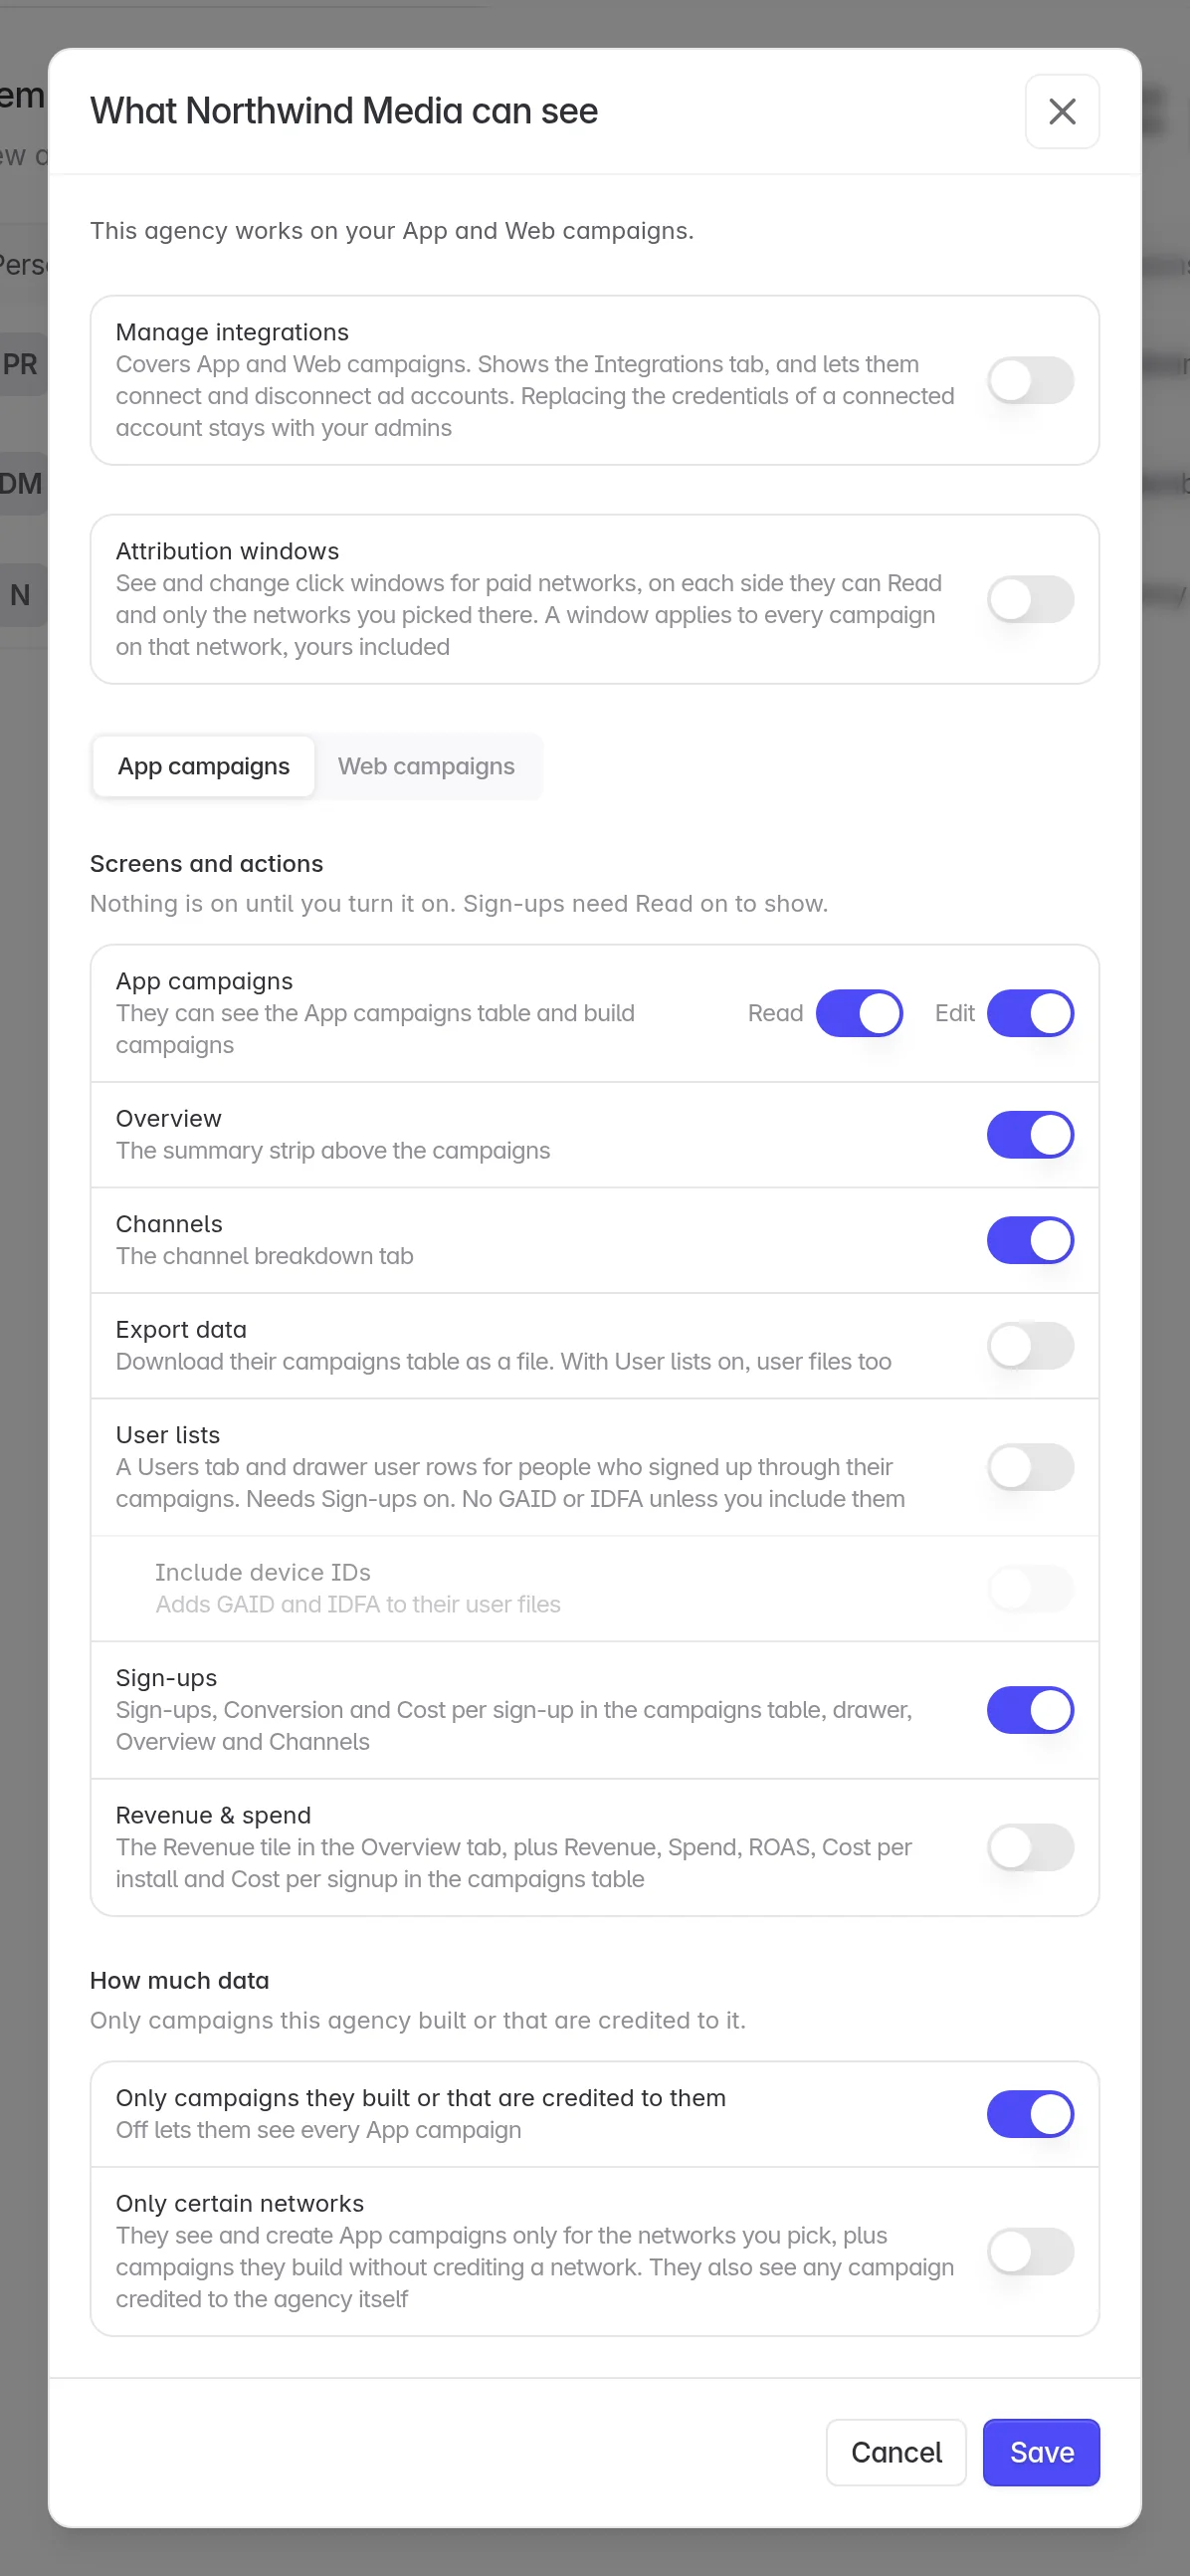 What Northwind Media can see
This agency works on your App and Web campaigns.
Manage integrations
Covers App and Web campaigns. Shows the Integrations tab, and lets them
connect and disconnect ad accounts. Replacing the credentials of a connected
account stays with your admins
Attribution windows
See and change click windows for paid networks, on each side they can Read
and only the networks you picked there. A window applies to every campaign
on that network, yours included
App campaigns Web campaigns
Screens and actions
Nothing is on until you turn it on. Sign-ups need Read on to show.
App campaigns
They can see the App campaigns table and build
campaigns
Read Edit
Overview
The summary strip above the campaigns
Channels
The channel breakdown tab
Export data
Download their campaigns table as a file. With User lists on, user files too
User lists
A Users tab and drawer user rows for people who signed up through their
campaigns. Needs Sign-ups on. No GAID or IDFA unless you include them
Include device IDs
Adds GAID and IDFA to their user files
Sign-ups
Sign-ups, Conversion and Cost per sign-up in the campaigns table, drawer,
Overview and Channels
Revenue & spend
The Revenue tile in the Overview tab, plus Revenue, Spend, ROAS, Cost per
install and Cost per signup in the campaigns table
How much data
Only campaigns this agency built or that are credited to it.
Only campaigns they built or that are credited to them
Off lets them see every App campaign
Only certain networks
They see and create App campaigns only for the networks you pick, plus
campaigns they build without crediting a network. They also see any campaign
credited to the agency itself
Cancel Save
PR
DM
N